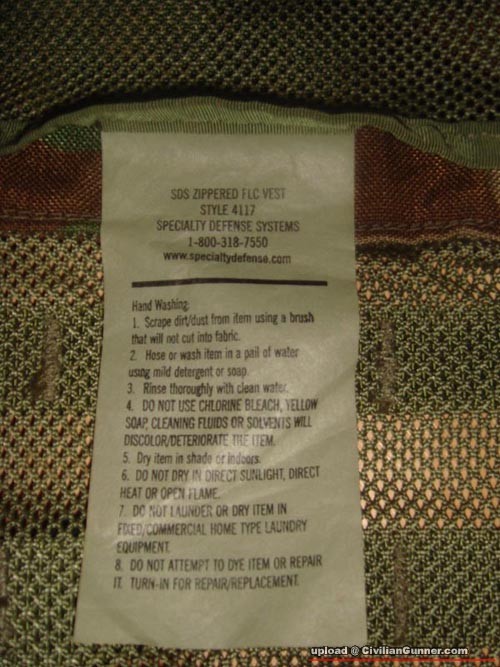 SDS ZIPPERED FLC VEST
STYLE 4117
SPECIALTY DEFENSE SYSTEMS
1-800-318-7550
www.specialtydefense.com
Hand Washing:
1. Scrape dirt/dust from item using a brush
that will not cut into fabric.
2. Hose or wash item in a pail of water
using mild detergent or soap.
3. Rinse thoroughly with clean water.
4. DO NOT USE CHLORINE BLEACH, YELLOW
SOAP, CLEANING FLUIDS OR SOLVENTS WILL
DISCOLOR/DETERIORATE THE ITEM.
5. Dry item in shade or indoors.
6. DO NOT DRY IN DIRECT SUNLIGHT, DIRECT
HEAT OR OPEN FLAME.
7. DO NOT LAUNDER OR DRY ITEM IN
FIXED/COMMERCIAL HOME TYPE LAUNDRY
EQUIPMENT.
8. DO NOT ATTEMPT TO DYE ITEM OR REPAIR
IT. TURN-IN FOR REPAIR/REPLACEMENT.
upload @ CivilianGunner.com